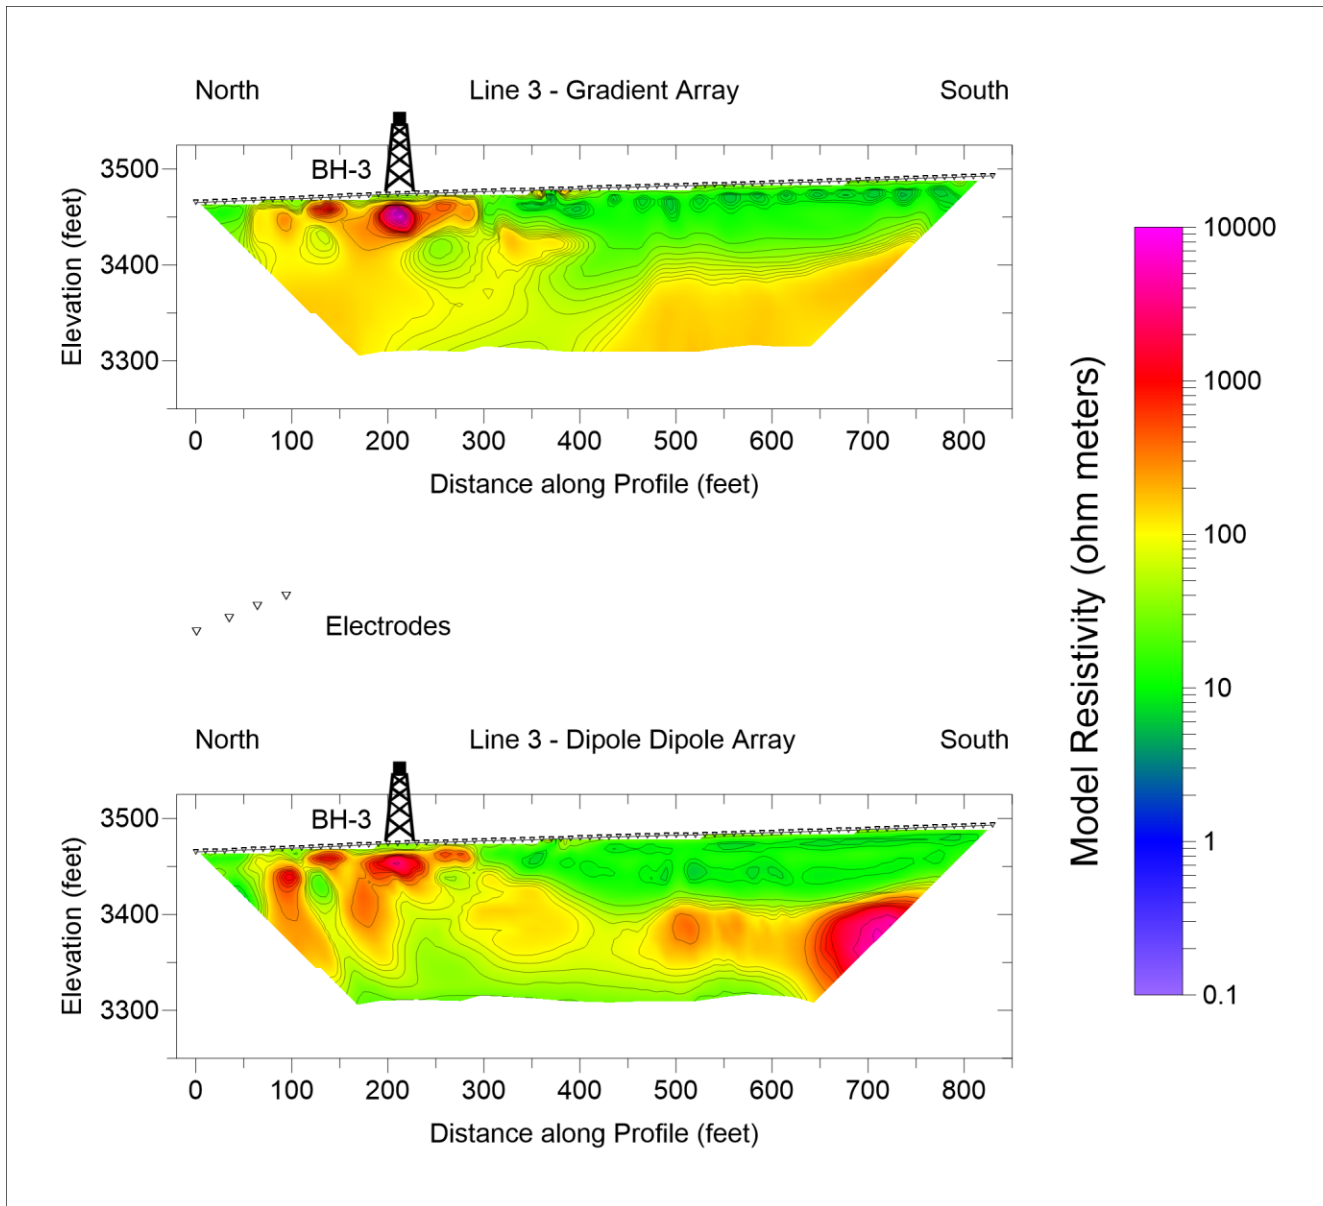 North Line 3 - Gradient Array South
BH-3
3500
3400
3300
Elevation (feet)
0 100 200 300 400 500 600 700 800
Distance along Profile (feet)
Electrodes
North Line 3 - Dipole Dipole Array South
BH-3
3500
3400
3300
Elevation (feet)
0 100 200 300 400 500 600 700 800
Distance along Profile (feet)
Model Resistivity (ohm meters)
10000
1000
100
10
1
0.1